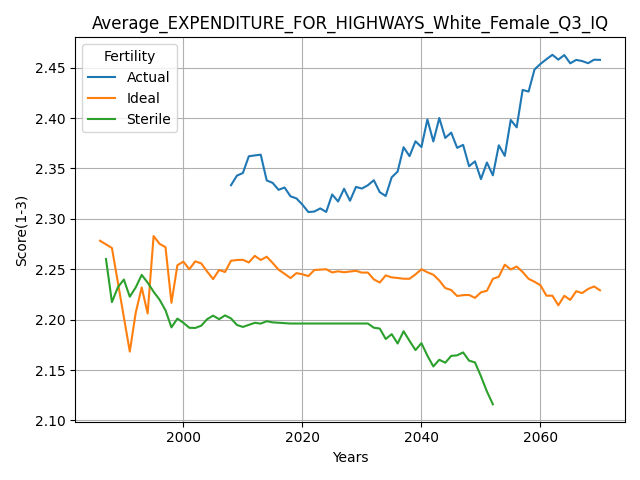 Average_EXPENDITURE_FOR_HIGHWAYS_White_Female_Q3_IQ
Fertility
Actual
Ideal
Sterile
Score(1-3)
2.45
2.40
2.35
2.30
2.25
2.20
2.15
2.10
2000
2020
2040
2060
Years